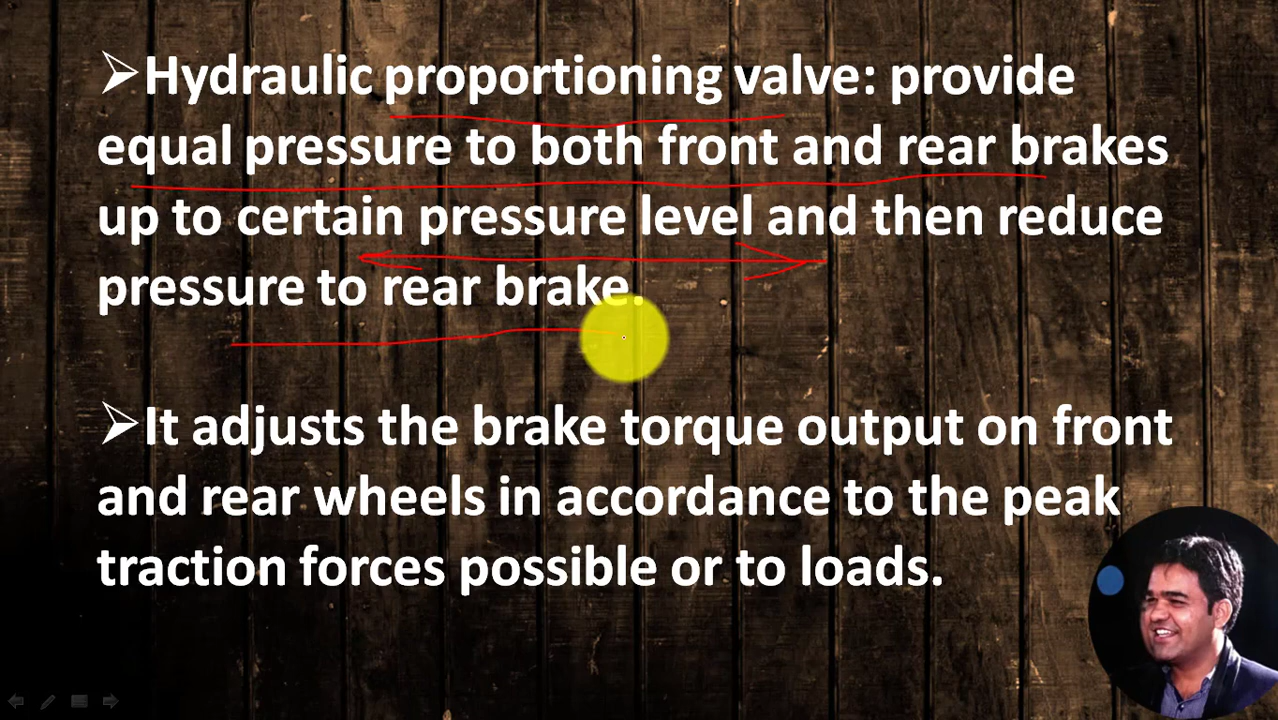 ➢Hydraulic proportioning valve: provide
equal pressure to both front and rear brakes
up to certain pressure level and then reduce
pressure to rear brake.
➢It adjusts the brake torque output on front
and rear wheels in accordance to the peak
traction forces possible or to loads.